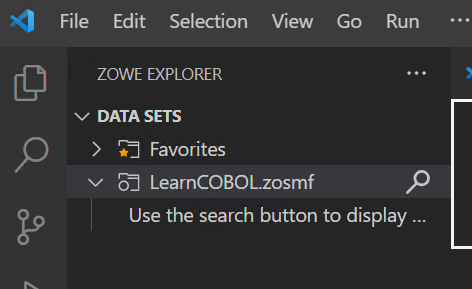 File Edit Selection View Go Run ...
ZOWE EXPLORER ...
DATA SETS
Favorites
LearnCOBOL.zosmf
Use the search button to display ...